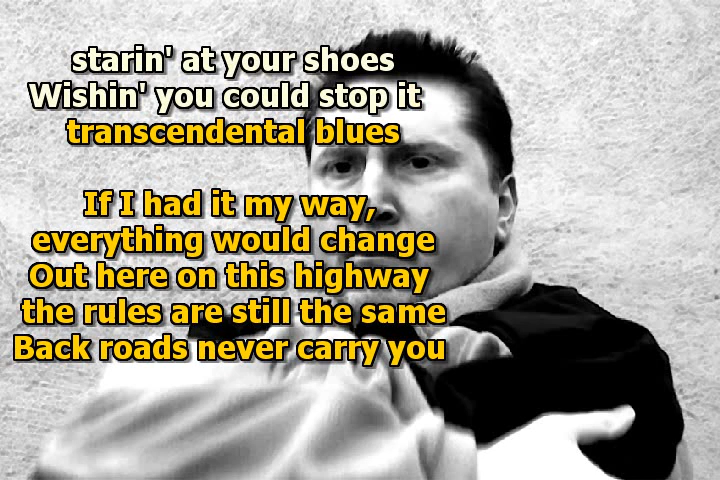 starin' at your shoes
Wishin' you could stop it
transcendental blues
If I had it my way,
everything would change
Out here on this highway
the rules are still the same
Back roads never carry you